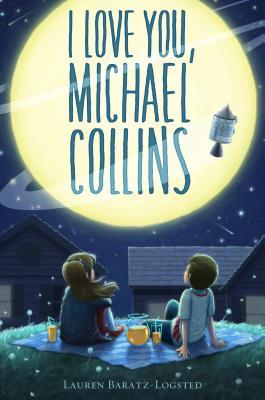 I LOVE YOU,
MICHAEL
COLLINS
LAUREN BARATZ-LOGSTED